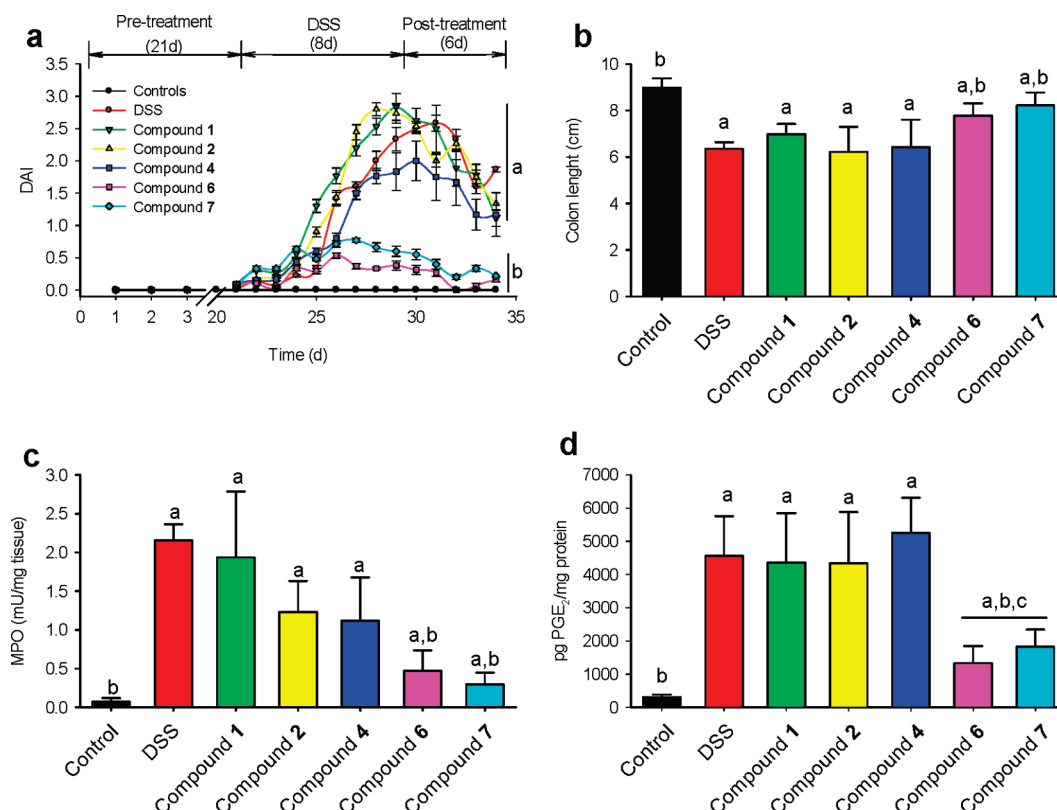 a
Pre-treatment
(21d)
DSS
(8d)
Post-treatment
(6d)
3.5
3.0
2.5
2.0
1.5
1.0
0.5
0.0
DAI
Controls
DSS
Compound 1
Compound 2
Compound 4
Compound 6
Compound 7
a
b
0 1 2 3 20 25 30 35
Time (d)
b
10
8
6
4
2
0
Colon lenght (cm)
b a a a a a,b a,b
Control DSS Compound 1 Compound 2 Compound 4 Compound 6 Compound 7
c
3.0
2.5
2.0
1.5
1.0
0.5
0.0
MPO (mU/mg tissue)
b a a a a a,b a,b
Control DSS Compound 1 Compound 2 Compound 4 Compound 6 Compound 7
d
7000
6000
5000
4000
3000
2000
1000
0
pg PGE₂/mg protein
b a a a a a,b,c
Control DSS Compound 1 Compound 2 Compound 4 Compound 6 Compound 7